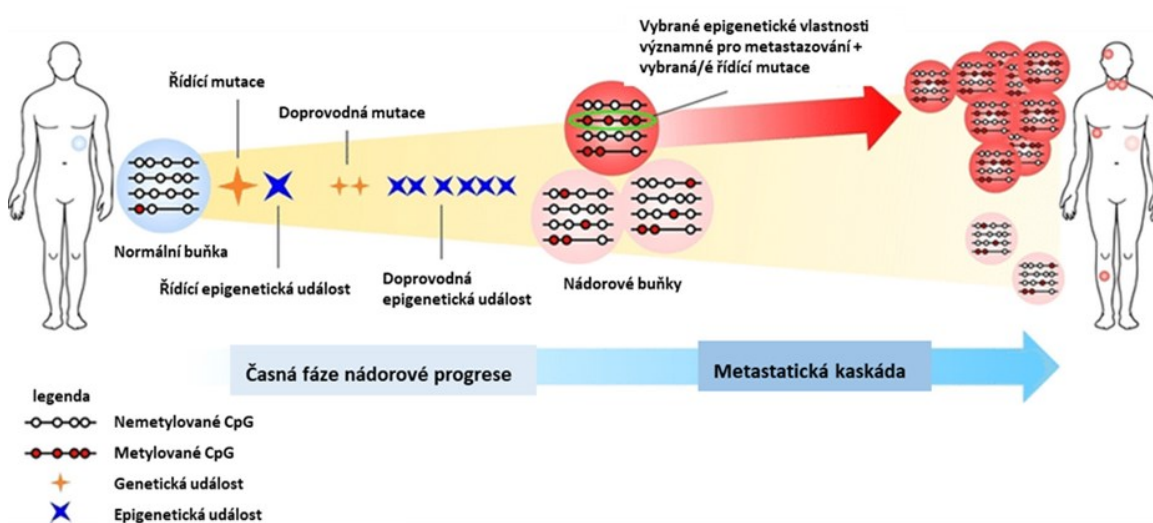 Vybrané epigenetické vlastnosti
významné pro metastazování +
vybraná/é řídící mutace
Řídící mutace
Doprovodná mutace
Normální buňka
Řídící epigenetická událost
Doprovodná
epigenetická událost
Nádorové buňky
Časná fáze nádorové progrese
Metastatická kaskáda
legenda
Nemetylované CpG
Metylované CpG
Genetická událost
Epigenetická událost